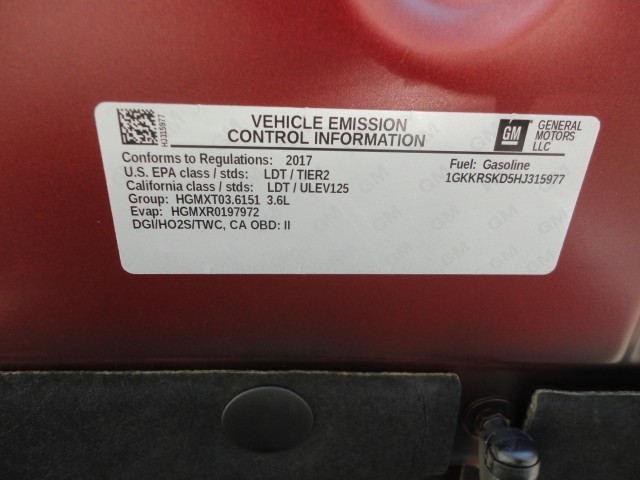 HJ315977
VEHICLE EMISSION
CONTROL INFORMATION
GM
GENERAL
MOTORS
LLC
Conforms to Regulations: 2017
U.S. EPA class / stds: LDT / TIER2
California class / stds: LDT / ULEV125
Group: HGMXT03.6151 3.6L
Evap: HGMXR0197972
DGI/HO2S/TWC, CA OBD: II
Fuel: Gasoline
1GKKRSKD5HJ315977